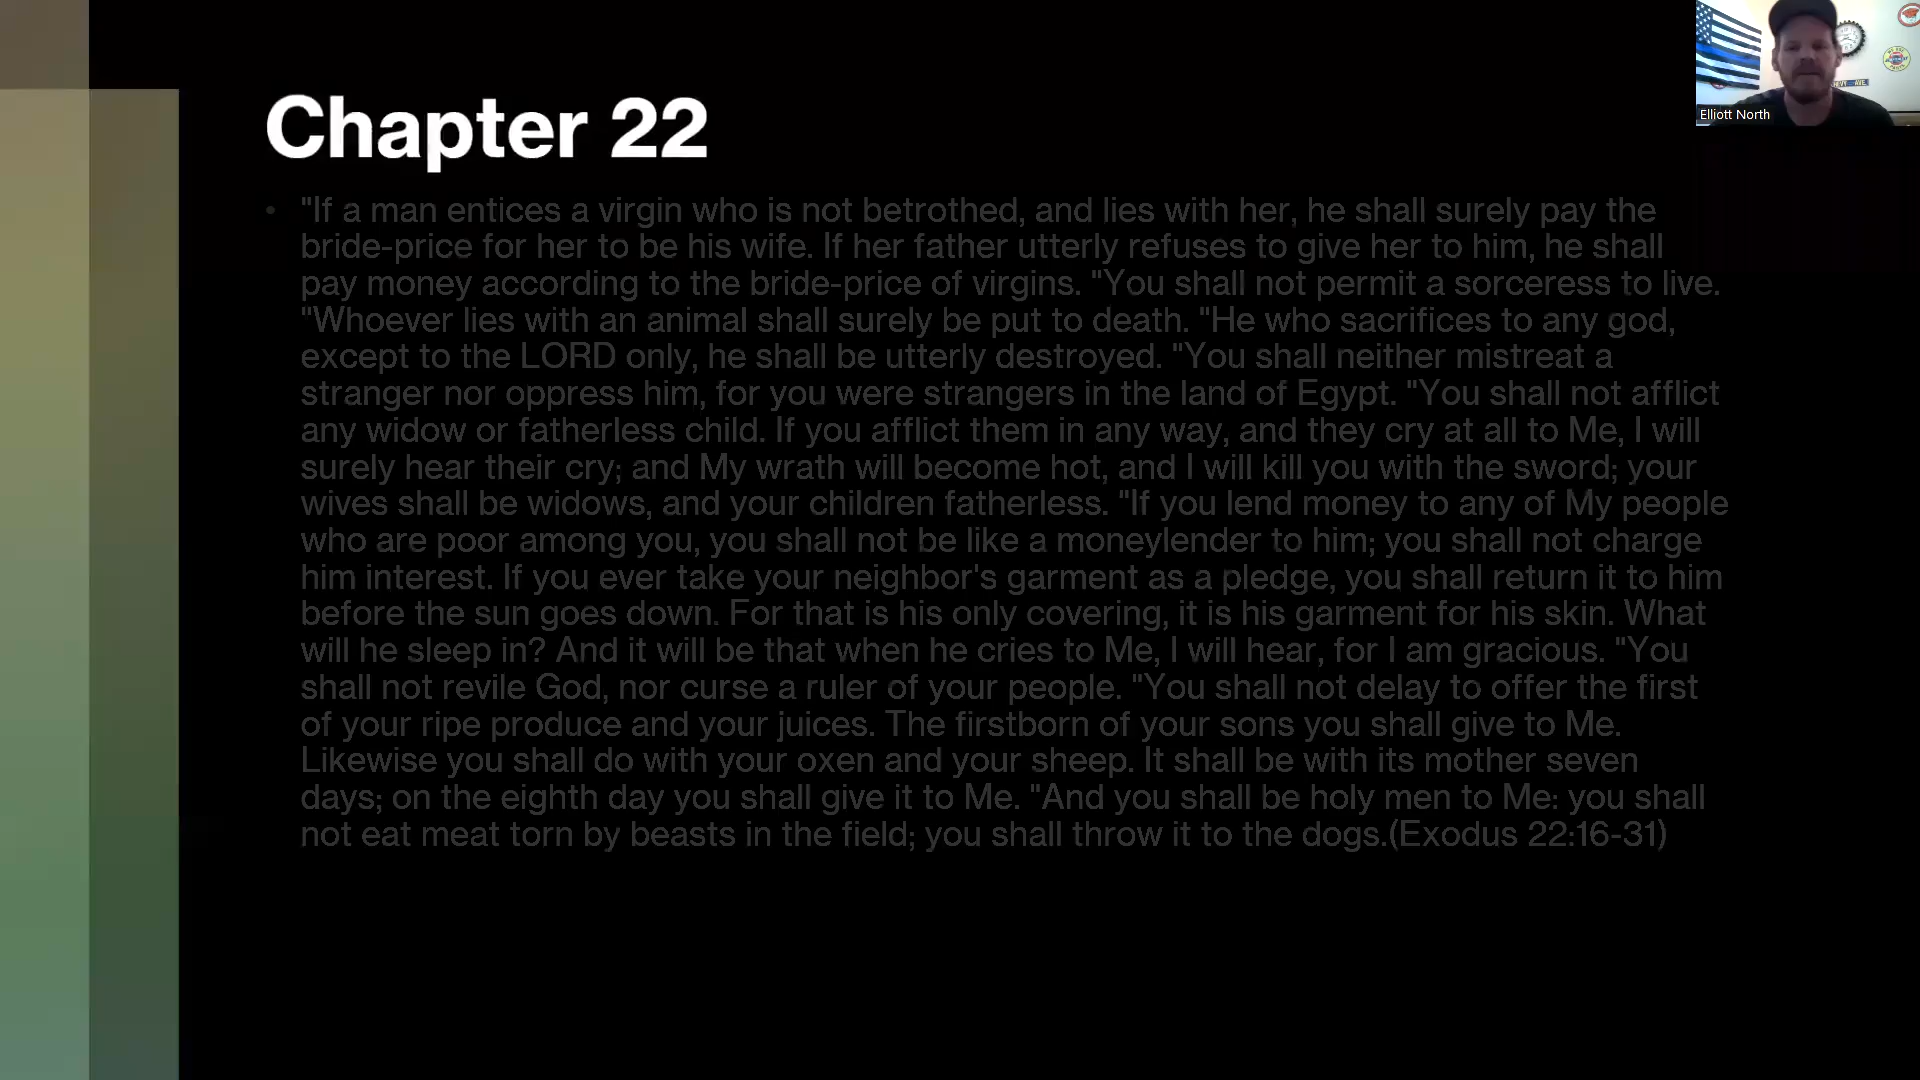 Chapter 22
• "If a man entices a virgin who is not betrothed, and lies with her, he shall surely pay the
bride-price for her to be his wife. If her father utterly refuses to give her to him, he shall
pay money according to the bride-price of virgins. "You shall not permit a sorceress to live.
"Whoever lies with an animal shall surely be put to death. "He who sacrifices to any god,
except to the LORD only, he shall be utterly destroyed. "You shall neither mistreat a
stranger nor oppress him, for you were strangers in the land of Egypt. "You shall not afflict
any widow or fatherless child. If you afflict them in any way, and they cry at all to Me, I will
surely hear their cry; and My wrath will become hot, and I will kill you with the sword; your
wives shall be widows, and your children fatherless. "If you lend money to any of My people
who are poor among you, you shall not be like a moneylender to him; you shall not charge
him interest. If you ever take your neighbor's garment as a pledge, you shall return it to him
before the sun goes down. For that is his only covering, it is his garment for his skin. What
will he sleep in? And it will be that when he cries to Me, I will hear, for I am gracious. "You
shall not revile God, nor curse a ruler of your people. "You shall not delay to offer the first
of your ripe produce and your juices. The firstborn of your sons you shall give to Me.
Likewise you shall do with your oxen and your sheep. It shall be with its mother seven
days; on the eighth day you shall give it to Me. "And you shall be holy men to Me: you shall
not eat meat torn by beasts in the field; you shall throw it to the dogs.(Exodus 22:16-31)
Elliott North